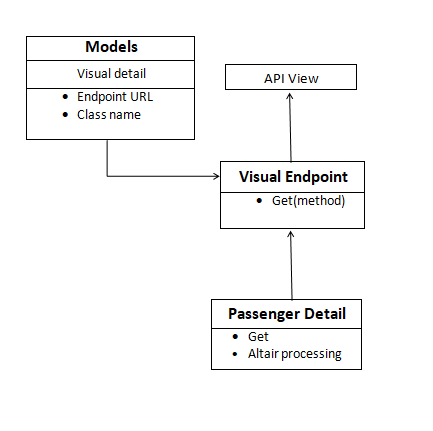 Models
Visual detail
Endpoint URL
Class name
API View
Visual Endpoint
Get(method)
Passenger Detail
Get
Altair processing